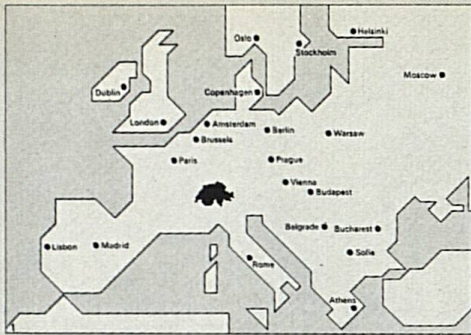 Helsinki
Oslo
Stockholm
Moscow
Dublin
Copenhagen
London
Amsterdam
Berlin
Warsaw
Brussels
Paris
Prague
Vienna
Budapest
Belgrade
Bucharest
Lisbon
Madrid
Sofia
Rome
Athens